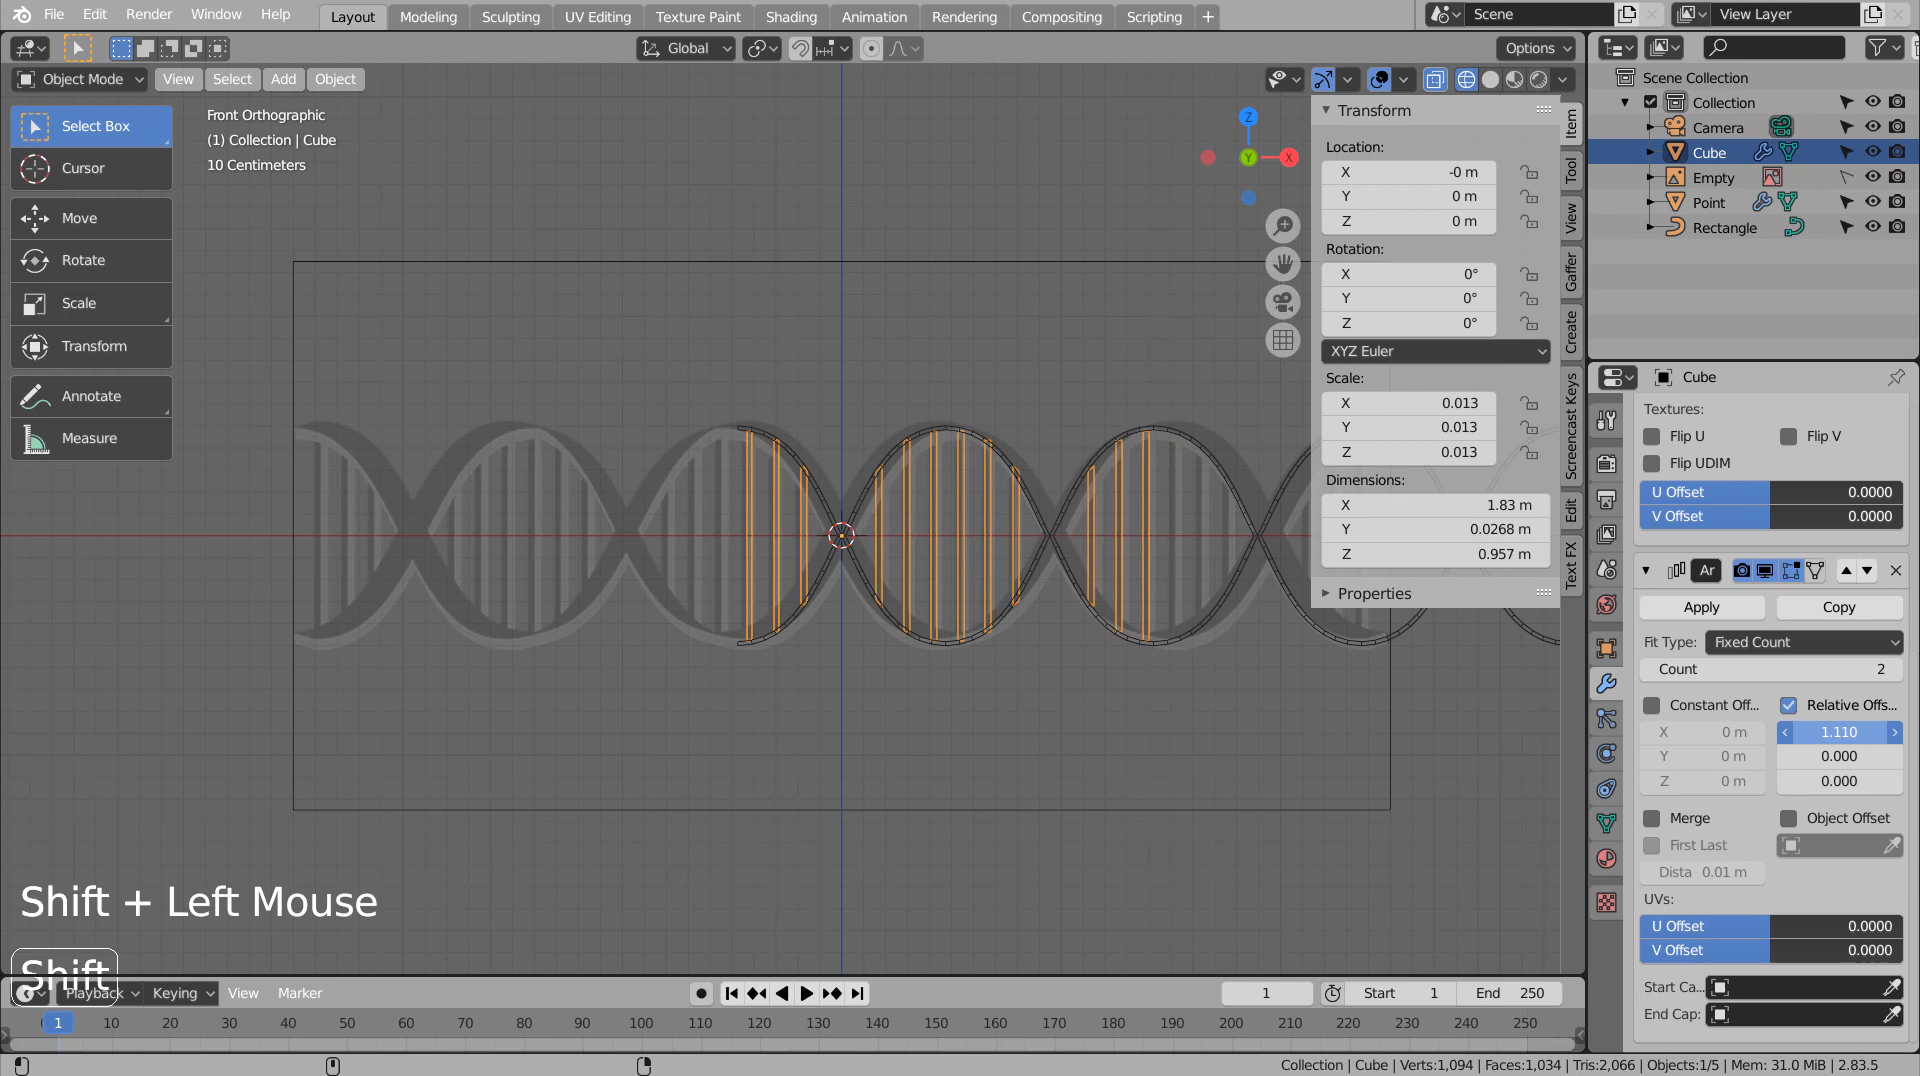 File Edit Render Window Help Layout Modeling Sculpting UV Editing Texture Paint Shading Animation Rendering Compositing Scripting + Scene View Layer
Global Options
Object Mode View Select Add Object
Select Box
Cursor
Move
Rotate
Scale
Transform
Annotate
Measure
Front Orthographic
(1) Collection | Cube
10 Centimeters
Z
Y
X
Transform
Location:
X -0 m
Y 0 m
Z 0 m
Rotation:
X 0°
Y 0°
Z 0°
XYZ Euler
Scale:
X 0.013
Y 0.013
Z 0.013
Dimensions:
X 1.83 m
Y 0.0268 m
Z 0.957 m
Properties
Item
Tool
View
Gaffer
Create
Screencast Keys
Edit
Text FX
Scene Collection
Collection
Camera
Cube
Empty
Point
Rectangle
Cube
Textures:
Flip U Flip V
Flip UDIM
U Offset 0.0000
V Offset 0.0000
Ar
Apply Copy
Fit Type: Fixed Count
Count 2
Constant Off... Relative Offs...
X 0 m 1.110
Y 0 m 0.000
Z 0 m 0.000
Merge Object Offset
First Last
Dista 0.01 m
UVs:
U Offset 0.0000
V Offset 0.0000
Start Ca...
End Cap:
Shift + Left Mouse
Shift
Playback Keying View Marker 1 Start 1 End 250
1 10 20 30 40 50 60 70 80 90 100 110 120 130 140 150 160 170 180 190 200 210 220 230 240 250
Collection | Cube | Verts:1,094 | Faces:1,034 | Tris:2,066 | Objects:1/5 | Mem: 31.0 MiB | 2.83.5